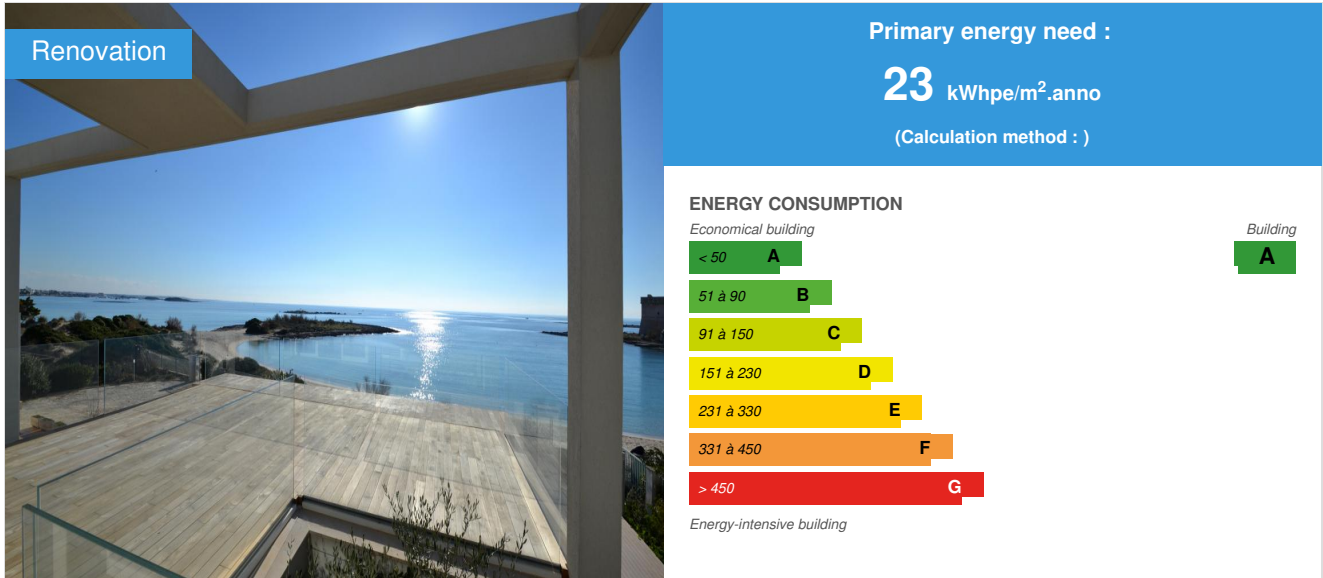 Renovation
Primary energy need :
23 kWhpe/m².anno
(Calculation method : )
ENERGY CONSUMPTION
Economical building
Building
< 50 A
A
51 à 90 B
91 à 150 C
151 à 230 D
231 à 330 E
331 à 450 F
> 450 G
Energy-intensive building